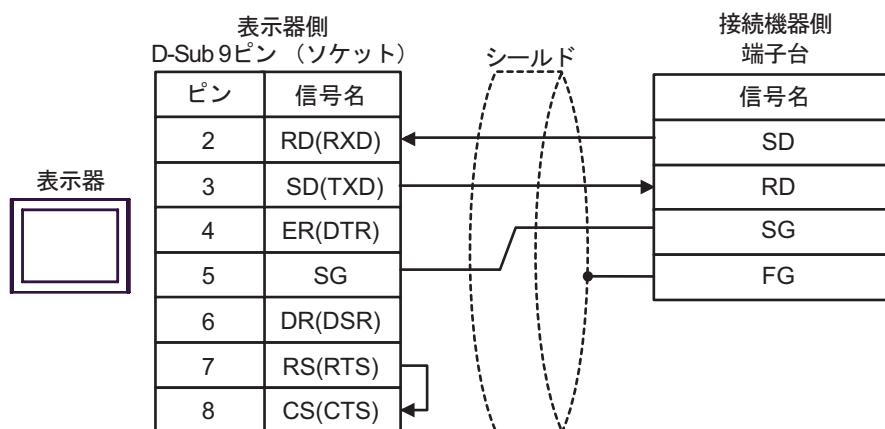 表示器側
D-Sub 9ピン （ソケット）
ピン 信号名
2 RD(RXD)
3 SD(TXD)
4 ER(DTR)
5 SG
6 DR(DSR)
7 RS(RTS)
8 CS(CTS)
表示器
シールド
接続機器側
端子台
信号名
SD
RD
SG
FG